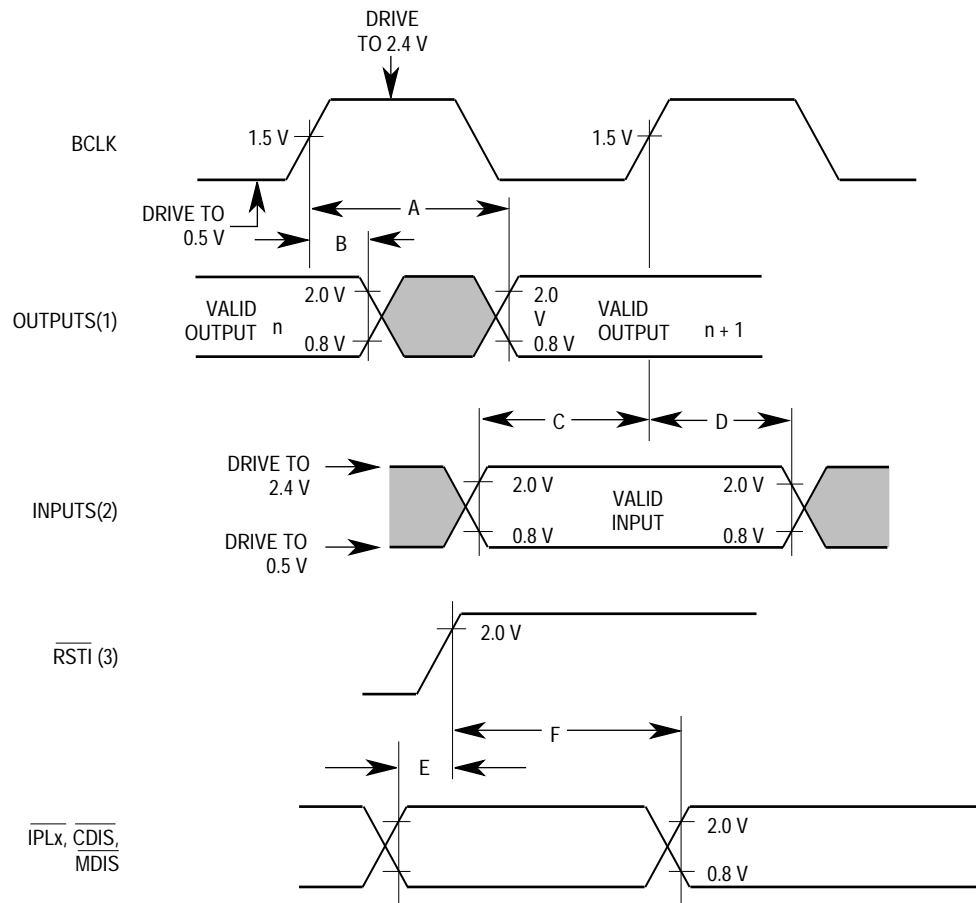 DRIVE
TO 2.4 V
BCLK
1.5 V
1.5 V
DRIVE TO
0.5 V
A
B
OUTPUTS(1)
VALID
OUTPUT n
2.0 V
0.8 V
2.0
V
0.8 V
VALID
OUTPUT n + 1
C
D
INPUTS(2)
DRIVE TO
2.4 V
DRIVE TO
0.5 V
2.0 V
0.8 V
VALID
INPUT
2.0 V
0.8 V
RSTI (3)
2.0 V
F
E
IPLx, CDIS,
MDIS
2.0 V
0.8 V